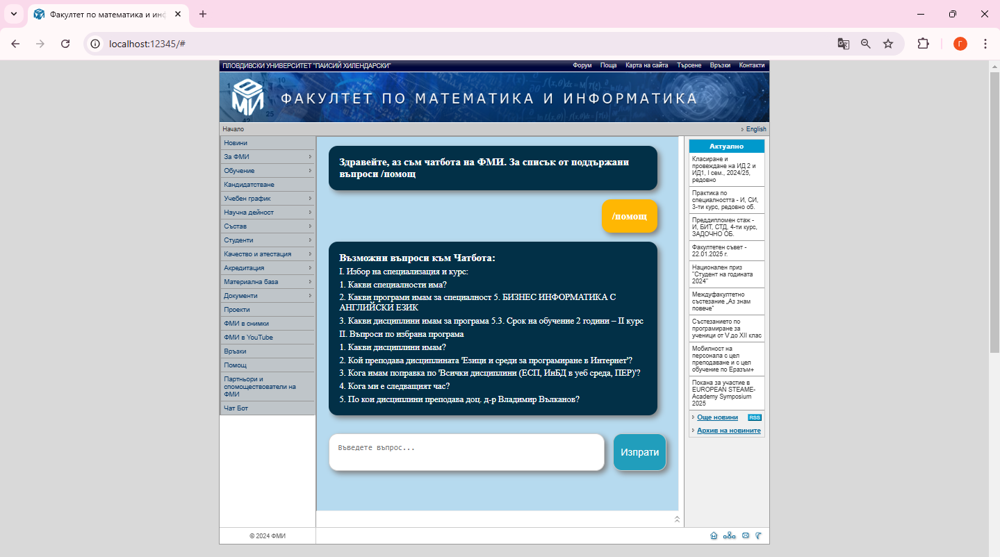 Факултет по математика и инф
localhost:12345/#
Г
ПЛОВДИВСКИ УНИВЕРСИТЕТ "ПАИСИЙ ХИЛЕНДАРСКИ"
Форум Поща Карта на сайта Търсене Връзки Контакти
ФМИ
ФАКУЛТЕТ ПО МАТЕМАТИКА И ИНФОРМАТИКА
Начало
English
Новини
За ФМИ
Обучение
Кандидатстване
Учебен график
Научна дейност
Състав
Студенти
Качество и атестация
Акредитация
Материална база
Документи
Проекти
ФМИ в снимки
ФМИ в YouTube
Връзки
Помощ
Партньори и
спомоществователи на
ФМИ
Чат Бот
Здравейте, аз съм чатбота на ФМИ. За списък от поддържани
въпроси /помощ
/помощ
Възможни въпроси към Чатбота:
I. Избор на специализация и курс:
1. Какви специалности има?
2. Какви програми имам за специалност 5. БИЗНЕС ИНФОРМАТИКА С
АНГЛИЙСКИ ЕЗИК
3. Какви дисциплини имам за програма 5.3. Срок на обучение 2 години – II курс
II. Въпроси по избрана програма
1. Какви дисциплини имам?
2. Кой преподава дисциплината 'Езици и среди за програмиране в Интернет'?
3. Кога имам поправка по 'Всички дисциплини (ЕСП, ИнБД в уеб среда, ПЕР)'?
4. Кога ми е следващият час?
5. По кои дисциплини преподава доц. д-р Владимир Вълканов?
Въведете въпрос...
Изпрати
Актуално
Класиране и
провеждане на ИД 2 и
ИД1, I сем., 2024/25,
редовно
Практика по
специалността - И, СИ,
3-ти курс, редовно об.
Преддипломен стаж -
И, БИТ, СТД, 4-ти курс,
ЗАДОЧНО ОБ.
Факултетен съвет -
22.01.2025 г.
Национален приз
"Студент на годината
2024"
Междуфакултетно
състезание „Аз знам
повече"
Състезанието по
програмиране за
ученици от V до XII клас
Мобилност на
персонала с цел
преподаване и с цел
обучение по Еразъм+
Покана за участие в
EUROPEAN STEAME-
Academy Symposium
2025
Още новини RSS
Архив на новините
© 2024 ФМИ